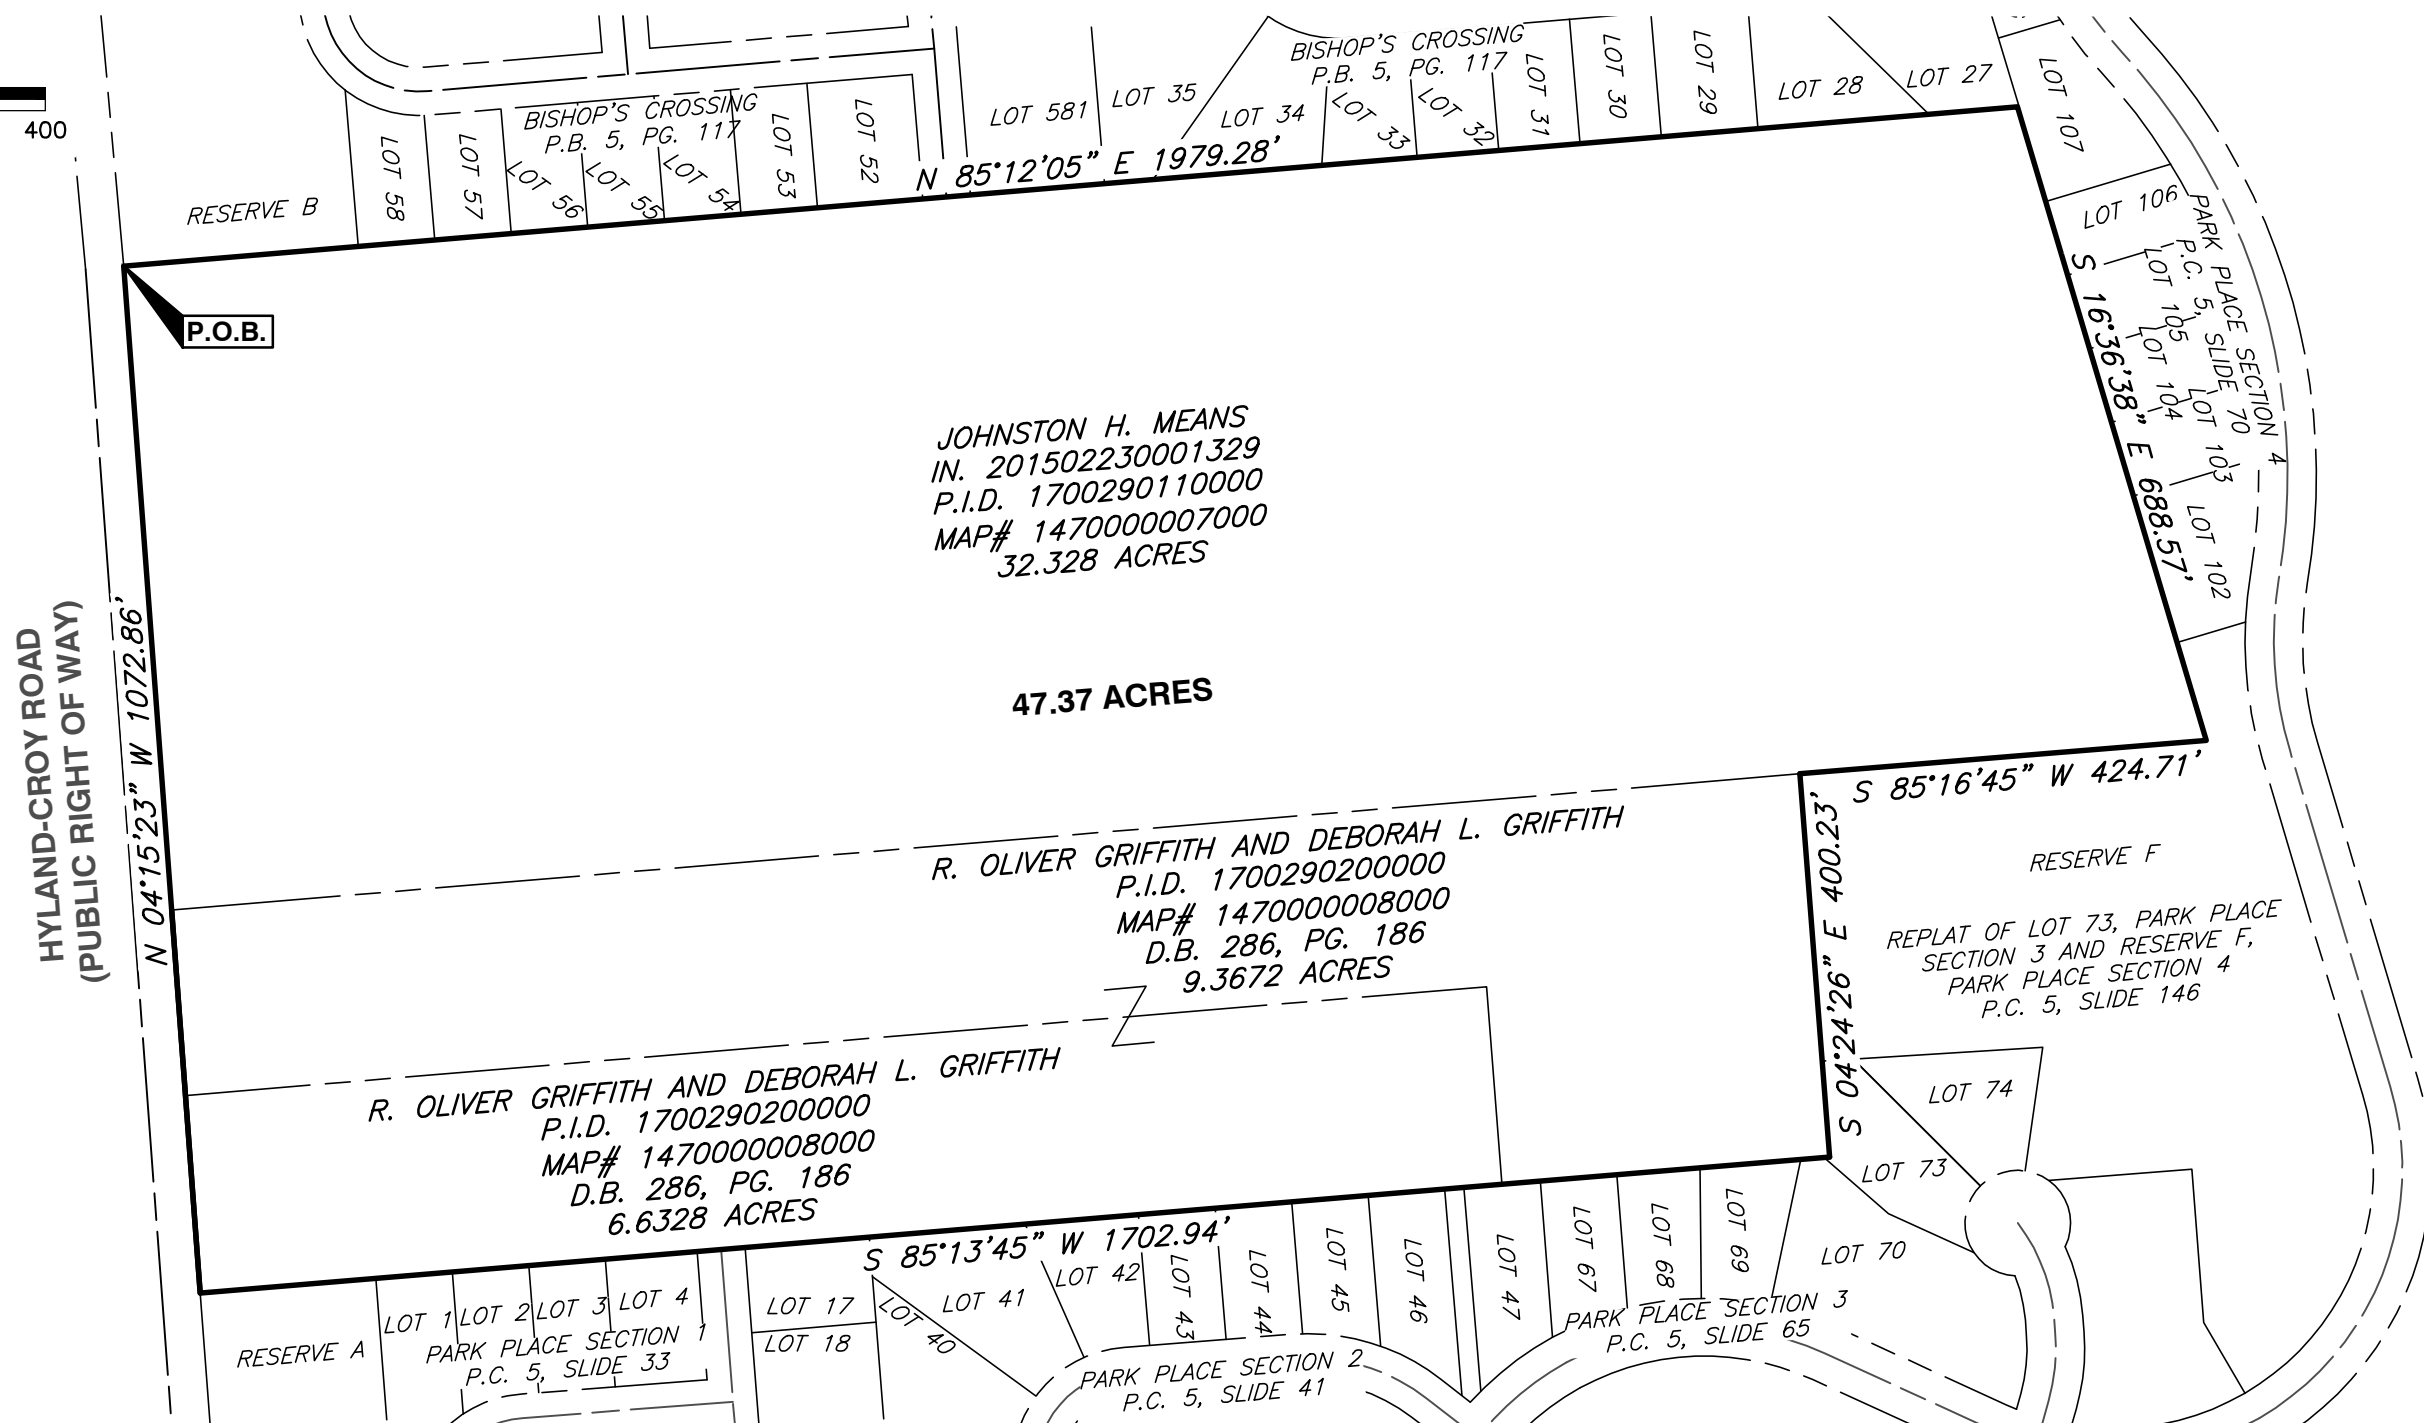 400
BISHOP'S CROSSING
P.B. 5, PG. 117
BISHOP'S CROSSING
P.B. 5, PG. 117
RESERVE B
LOT 58
LOT 57
LOT 56
LOT 55
LOT 54
LOT 53
LOT 52
LOT 581
LOT 35
LOT 34
LOT 33
LOT 32
LOT 31
LOT 30
LOT 29
LOT 28
LOT 27
LOT 107
LOT 106
LOT 105
LOT 104
LOT 103
LOT 102
PARK PLACE SECTION 4
P.C. 5, SLIDE 70
N 85°12'05" E 1979.28'
S 16°36'38" E 688.57'
P.O.B.
JOHNSTON H. MEANS
IN. 201502230001329
P.I.D. 1700290110000
MAP# 1470000007000
32.328 ACRES
47.37 ACRES
HYLAND-CROY ROAD
(PUBLIC RIGHT OF WAY)
N 04°15'23" W 1072.86'
S 85°16'45" W 424.71'
S 04°24'26" E 400.23'
R. OLIVER GRIFFITH AND DEBORAH L. GRIFFITH
P.I.D. 1700290200000
MAP# 1470000008000
D.B. 286, PG. 186
9.3672 ACRES
RESERVE F
REPLAT OF LOT 73, PARK PLACE
SECTION 3 AND RESERVE F,
PARK PLACE SECTION 4
P.C. 5, SLIDE 146
R. OLIVER GRIFFITH AND DEBORAH L. GRIFFITH
P.I.D. 1700290200000
MAP# 1470000008000
D.B. 286, PG. 186
6.6328 ACRES
S 85°13'45" W 1702.94'
LOT 74
LOT 73
LOT 70
RESERVE A
LOT 1
LOT 2
LOT 3
LOT 4
PARK PLACE SECTION 1
P.C. 5, SLIDE 33
LOT 17
LOT 18
LOT 40
LOT 41
LOT 42
LOT 43
LOT 44
LOT 45
LOT 46
LOT 47
LOT 67
LOT 68
LOT 69
PARK PLACE SECTION 2
P.C. 5, SLIDE 41
PARK PLACE SECTION 3
P.C. 5, SLIDE 65